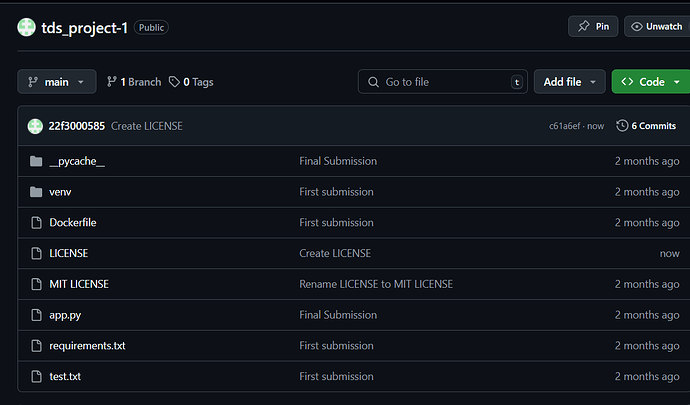 tds_project-1 Public Pin Unwatch
main 1 Branch 0 Tags Go to file t Add file Code
22f3000585 Create LICENSE c61a6ef · now 6 Commits
__pycache__ Final Submission 2 months ago
venv First submission 2 months ago
Dockerfile First submission 2 months ago
LICENSE Create LICENSE now
MIT LICENSE Rename LICENSE to MIT LICENSE 2 months ago
app.py Final Submission 2 months ago
requirements.txt First submission 2 months ago
test.txt First submission 2 months ago